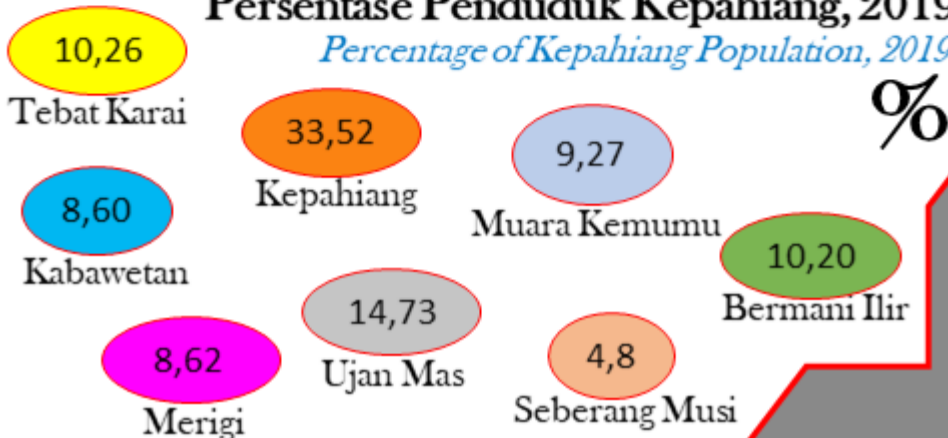 Persentase Penduduk Kepahiang, 2019
Percentage of Kepahiang Population, 2019
%
10,26
Tebat Karai
33,52
Kepahiang
9,27
Muara Kemumu
8,60
Kabawetan
10,20
Bermani Ilir
14,73
Ujan Mas
8,62
Merigi
4,8
Seberang Musi